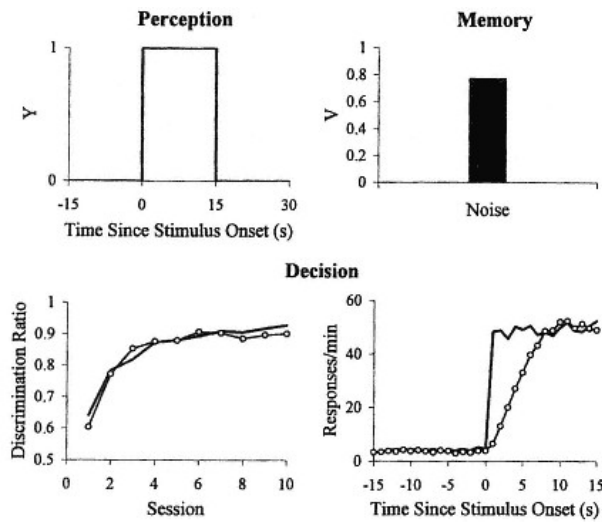 Perception
1
Y
0
-15 0 15 30
Time Since Stimulus Onset (s)
Memory
1
0.8
0.6
V
0.4
0.2
0
Noise
Decision
1
0.9
0.8
0.7
0.6
0.5
Discrimination Ratio
0 2 4 6 8 10
Session
60
40
20
0
Responses/min
-15 -10 -5 0 5 10 15
Time Since Stimulus Onset (s)